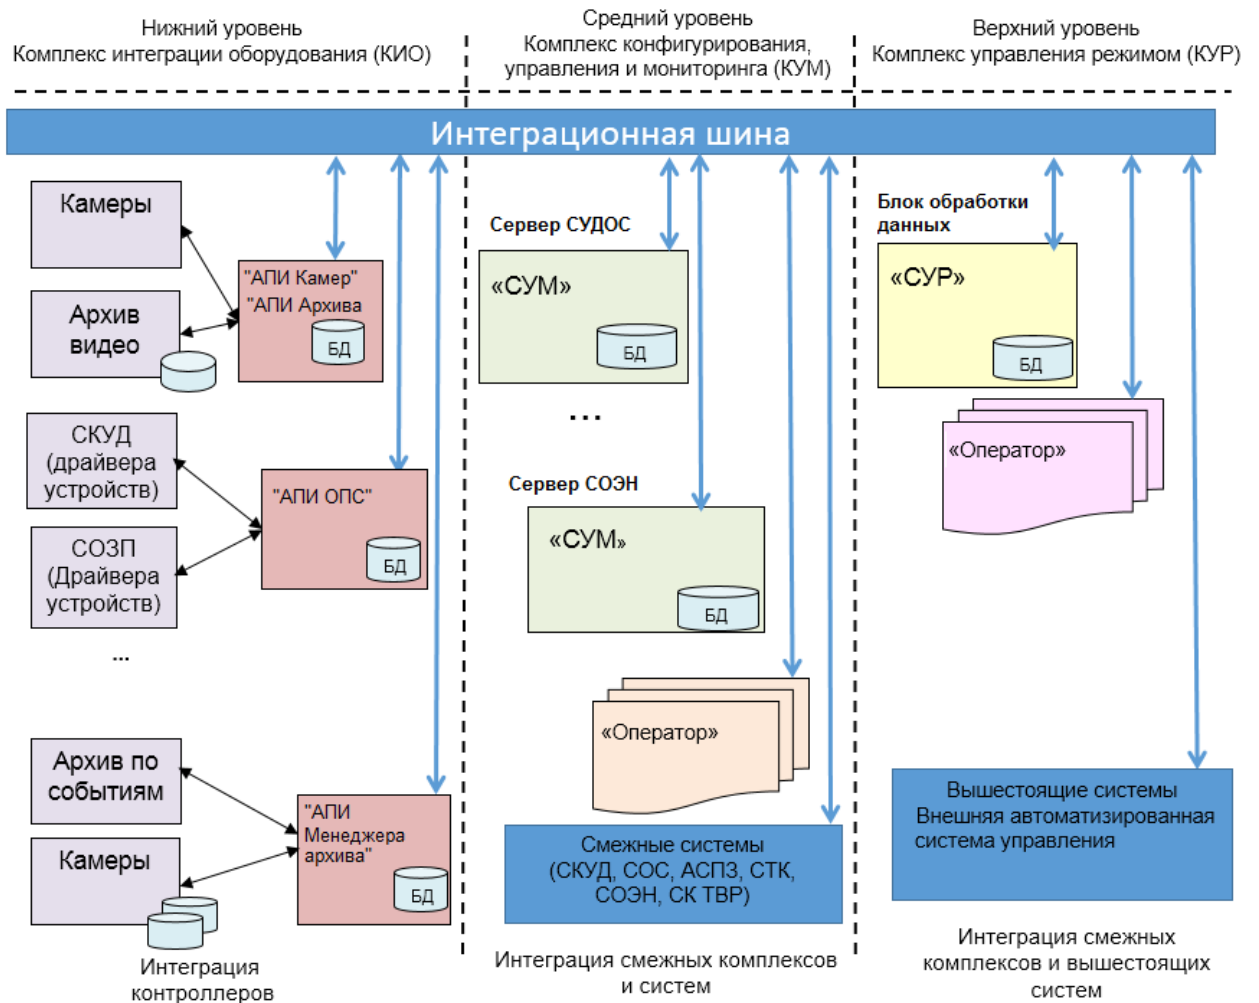 Нижний уровень
Комплекс интеграции оборудования (КИО)
Средний уровень
Комплекс конфигурирования,
управления и мониторинга (КУМ)
Верхний уровень
Комплекс управления режимом (КУР)
Интеграционная шина
Камеры
Архив
видео
"АПИ Камер"
"АПИ Архива
БД
СКУД
(драйвера
устройств)
СОЗП
(Драйвера
устройств)
...
"АПИ ОПС"
БД
Архив по
событиям
Камеры
"АПИ
Менеджера
архива"
БД
Интеграция
контроллеров
Сервер СУДОС
«СУМ»
БД
...
Сервер СОЭН
«СУМ»
БД
«Оператор»
Смежные системы
(СКУД, СОС, АСПЗ, СТК,
СОЭН, СК ТВР)
Интеграция смежных комплексов
и систем
Блок обработки
данных
«СУР»
БД
«Оператор»
Вышестоящие системы
Внешняя автоматизированная
система управления
Интеграция смежных
комплексов и вышестоящих
систем